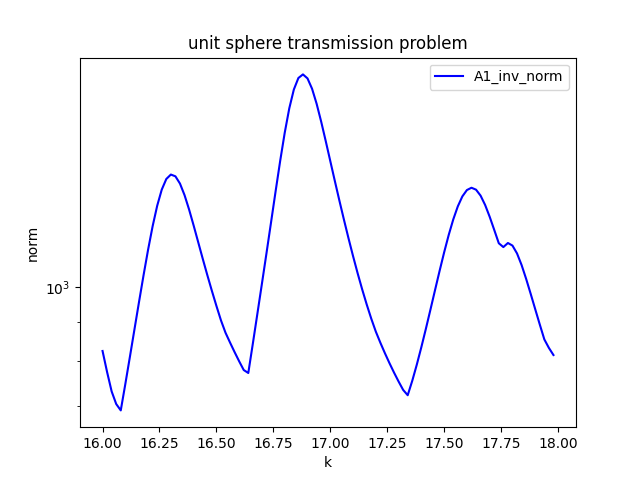 unit sphere transmission problem
A1_inv_norm
norm
10³
16.00 16.25 16.50 16.75 17.00 17.25 17.50 17.75 18.00
k